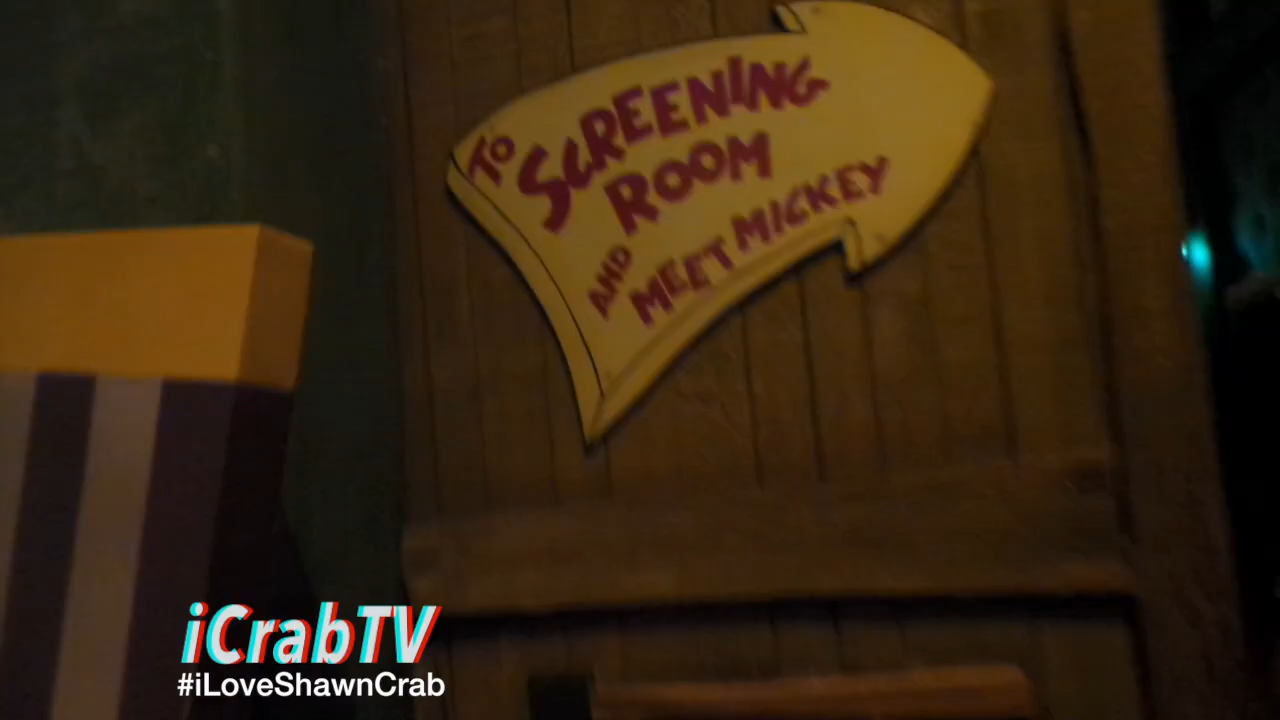 TO SCREENING
ROOM
AND MEET MICKEY
iCrabTV
#iLoveShawnCrab